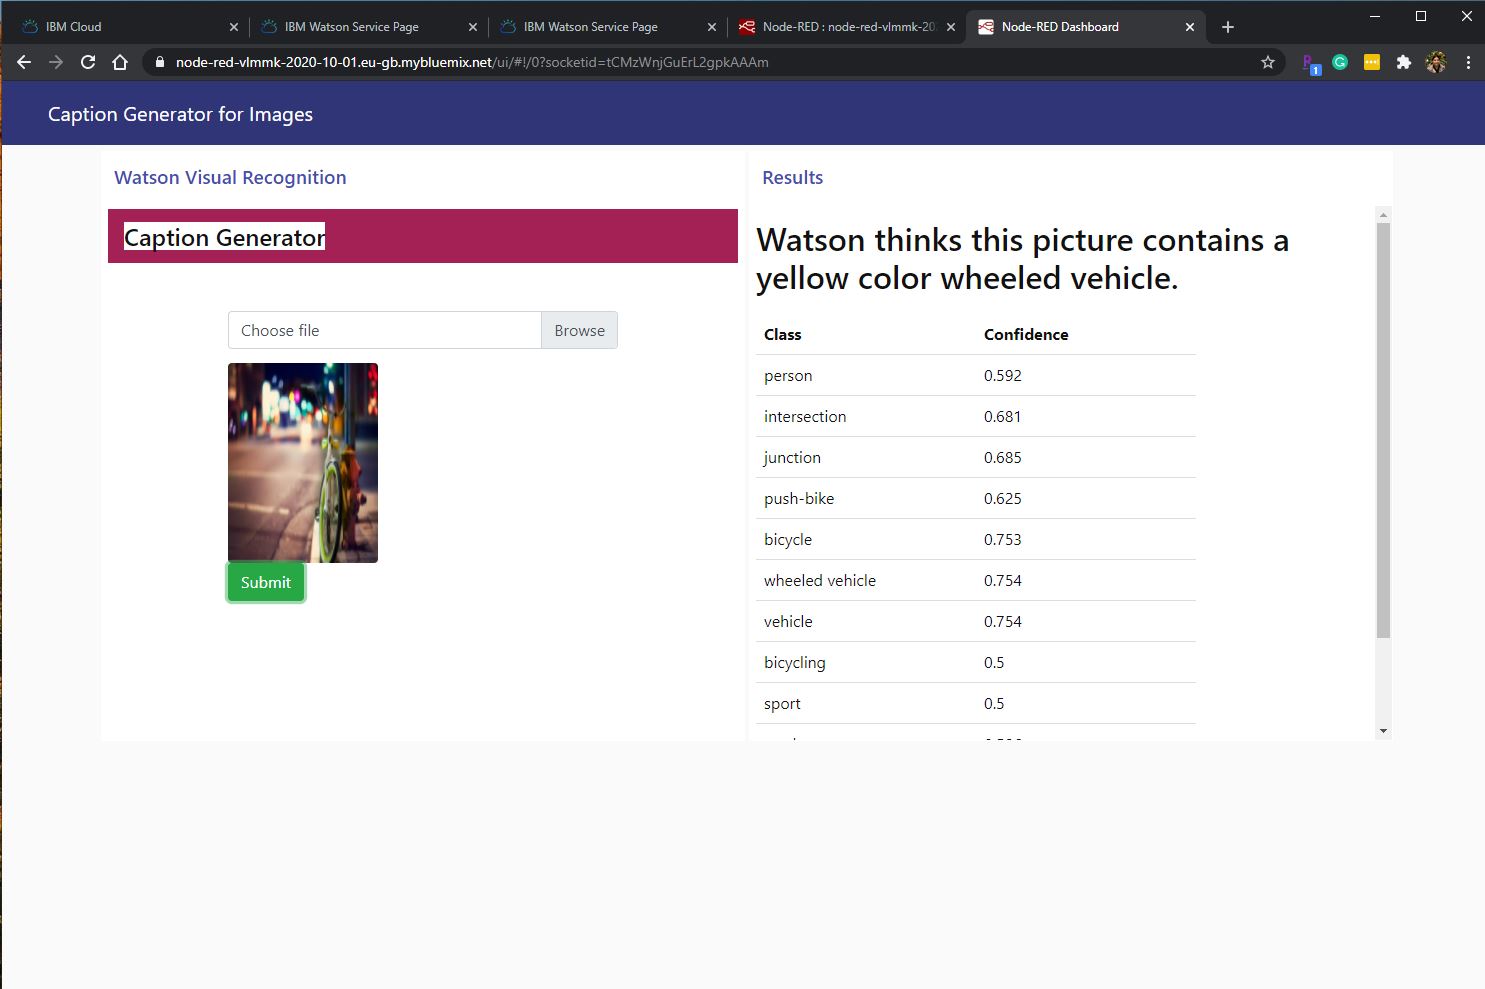 IBM Cloud
IBM Watson Service Page
IBM Watson Service Page
Node-RED : node-red-vlmmk-20
Node-RED Dashboard
node-red-vlmmk-2020-10-01.eu-gb.mybluemix.net/ui/#!/0?socketid=tCMzWnjGuErL2gpkAAAm
1
Caption Generator for Images
Watson Visual Recognition
Caption Generator
Choose file Browse
Submit
Results
Watson thinks this picture contains a
yellow color wheeled vehicle.
Class Confidence
person 0.592
intersection 0.681
junction 0.685
push-bike 0.625
bicycle 0.753
wheeled vehicle 0.754
vehicle 0.754
bicycling 0.5
sport 0.5